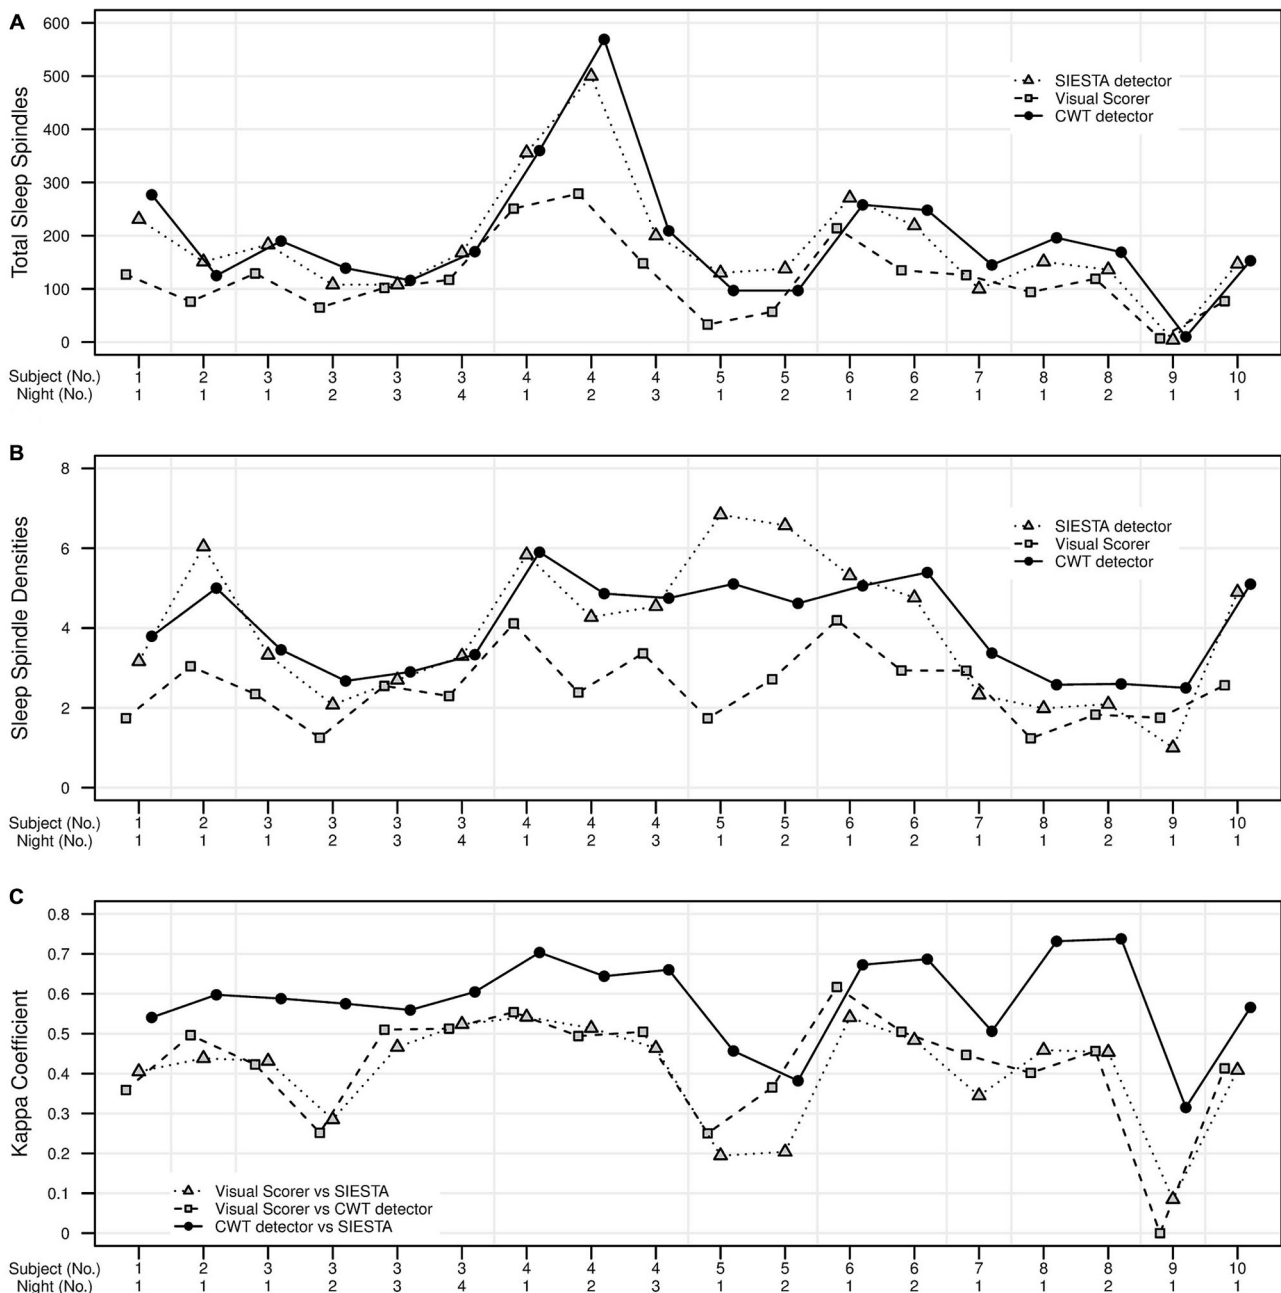 A
Total Sleep Spindles
600
500
400
300
200
100
0
SIESTA detector
Visual Scorer
CWT detector
Subject (No.) 1 2 3 3 3 3 4 4 4 5 5 6 6 7 8 8 9 10
Night (No.) 1 1 1 2 3 4 1 2 3 1 2 1 2 1 1 2 1 1
B
Sleep Spindle Densities
8
6
4
2
0
SIESTA detector
Visual Scorer
CWT detector
Subject (No.) 1 2 3 3 3 3 4 4 4 5 5 6 6 7 8 8 9 10
Night (No.) 1 1 1 2 3 4 1 2 3 1 2 1 2 1 1 2 1 1
C
Kappa Coefficient
0.8
0.7
0.6
0.5
0.4
0.3
0.2
0.1
0
Visual Scorer vs SIESTA
Visual Scorer vs CWT detector
CWT detector vs SIESTA
Subject (No.) 1 2 3 3 3 3 4 4 4 5 5 6 6 7 8 8 9 10
Night (No.) 1 1 1 2 3 4 1 2 3 1 2 1 2 1 1 2 1 1